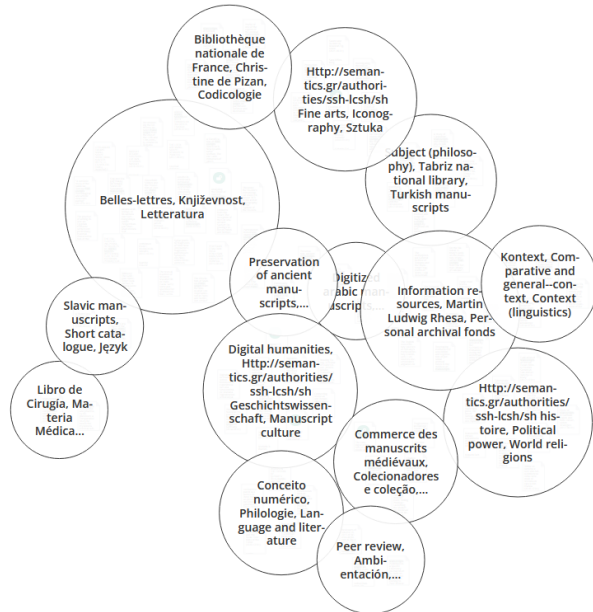 Bibliothèque
nationale de
France, Chris-
tine de Pizan,
Codicologie
Http://seman-
tics.gr/authori-
ties/ssh-lcsh/sh
Fine arts, Iconog-
raphy, Sztuka
Subject (philoso-
phy), Tabriz na-
tional library,
Turkish manu-
scripts
Belles-lettres, Književnost,
Letteratura
Preservation
of ancient
manu-
scripts,...
Digitized
arabic man-
uscripts,...
Information re-
sources, Martin
Ludwig Rhesa, Per-
sonal archival fonds
Kontext, Com-
parative and
general--con-
text, Context
(linguistics)
Slavic man-
uscripts,
Short cata-
logue, Język
Digital humanities,
Http://seman-
tics.gr/authorities/
ssh-lcsh/sh
Geschichtswissen-
schaft, Manuscript
culture
Libro de
Cirugía, Ma-
teria
Médica...
Http://seman-
tics.gr/authorities/
ssh-lcsh/sh his-
toire, Political
power, World reli-
gions
Commerce des
manuscrits
médiévaux,
Colecionadores
e coleção,...
Conceito
numérico,
Philologie, Lan-
guage and liter-
ature
Peer review,
Ambi-
entación,...